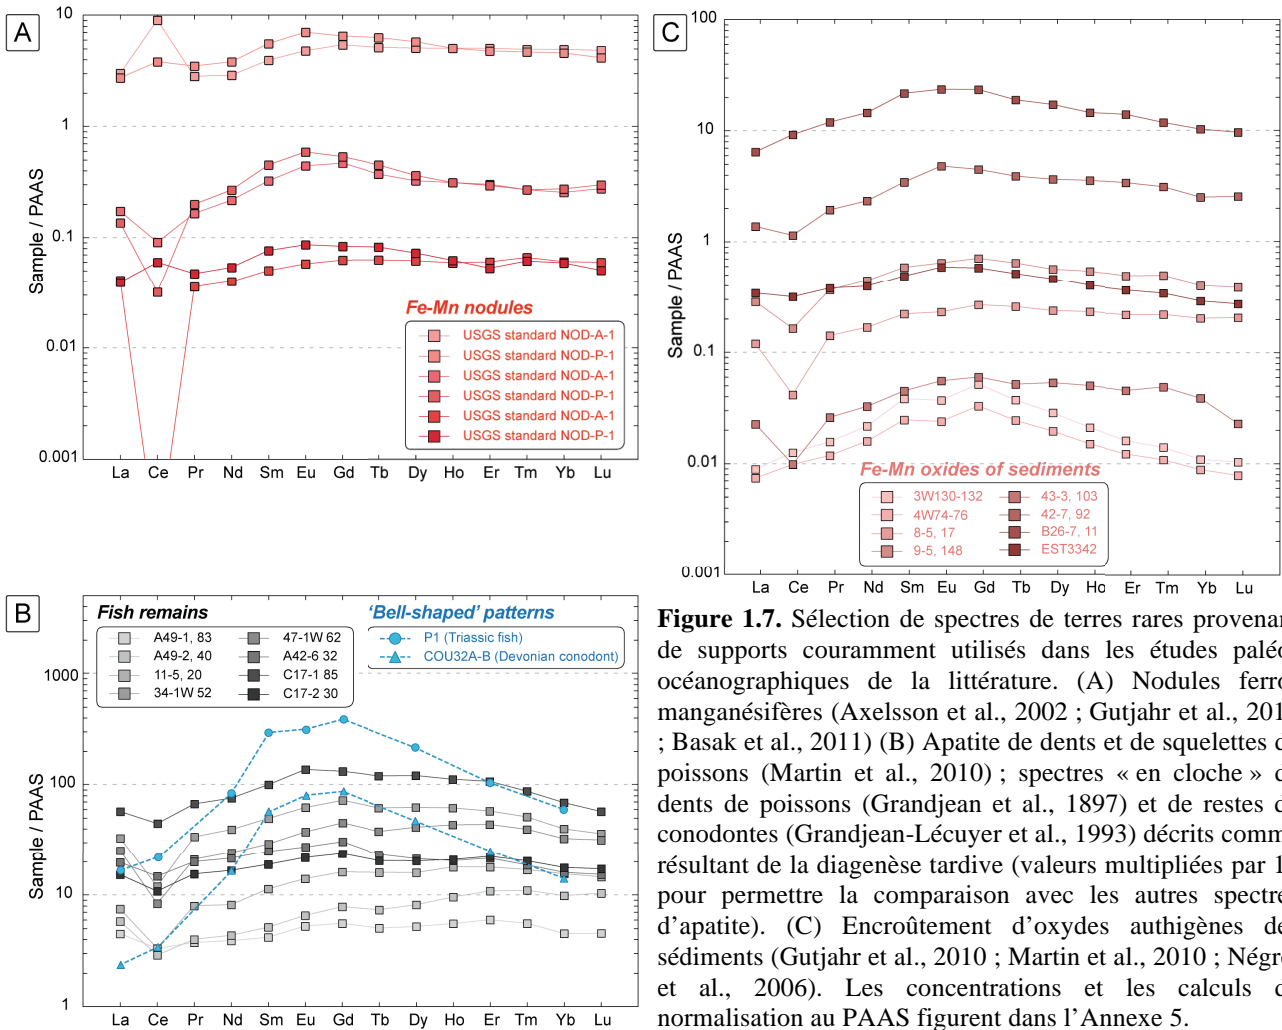 A
10
1
0.1
0.01
0.001
Sample / PAAS
La Ce Pr Nd Sm Eu Gd Tb Dy Ho Er Tm Yb Lu
Fe-Mn nodules
USGS standard NOD-A-1
USGS standard NOD-P-1
USGS standard NOD-A-1
USGS standard NOD-P-1
USGS standard NOD-A-1
USGS standard NOD-P-1
C
100
10
1
0.1
0.01
0.001
Sample / PAAS
La Ce Pr Nd Sm Eu Gd Tb Dy Ho Er Tm Yb Lu
Fe-Mn oxides of sediments
3W130-132
4W74-76
8-5, 17
9-5, 148
43-3, 103
42-7, 92
B26-7, 11
EST3342
B
1000
100
10
1
Sample / PAAS
La Ce Pr Nd Sm Eu Gd Tb Dy Ho Er Tm Yb Lu
Fish remains
A49-1, 83
A49-2, 40
11-5, 20
34-1W 52
47-1W 62
A42-6 32
C17-1 85
C17-2 30
'Bell-shaped' patterns
P1 (Triassic fish)
COU32A-B (Devonian conodont)
Figure 1.7. Sélection de spectres de terres rares provenan
de supports couramment utilisés dans les études paléo
océanographiques de la littérature. (A) Nodules ferro
manganésifères (Axelsson et al., 2002 ; Gutjahr et al., 201
; Basak et al., 2011) (B) Apatite de dents et de squelettes d
poissons (Martin et al., 2010) ; spectres « en cloche » d
dents de poissons (Grandjean et al., 1897) et de restes d
conodontes (Grandjean-Lécuyer et al., 1993) décrits comm
résultant de la diagenèse tardive (valeurs multipliées par 1
pour permettre la comparaison avec les autres spectre
d'apatite). (C) Encroûtement d'oxydes authigènes de
sédiments (Gutjahr et al., 2010 ; Martin et al., 2010 ; Négre
et al., 2006). Les concentrations et les calculs d
normalisation au PAAS figurent dans l'Annexe 5.